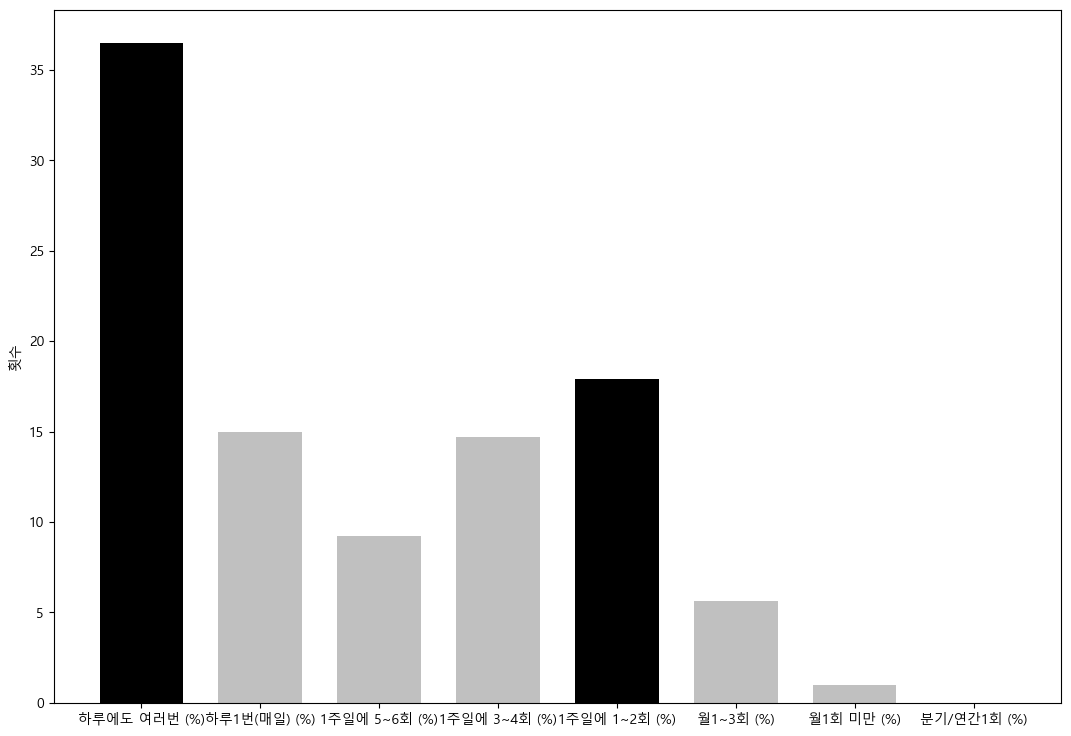 35
30
25
20
15
10
5
0
횟수
하루에도 여러번 (%)
하루1번(매일) (%)
1주일에 5~6회 (%)
1주일에 3~4회 (%)
1주일에 1~2회 (%)
월1~3회 (%)
월1회 미만 (%)
분기/연간1회 (%)